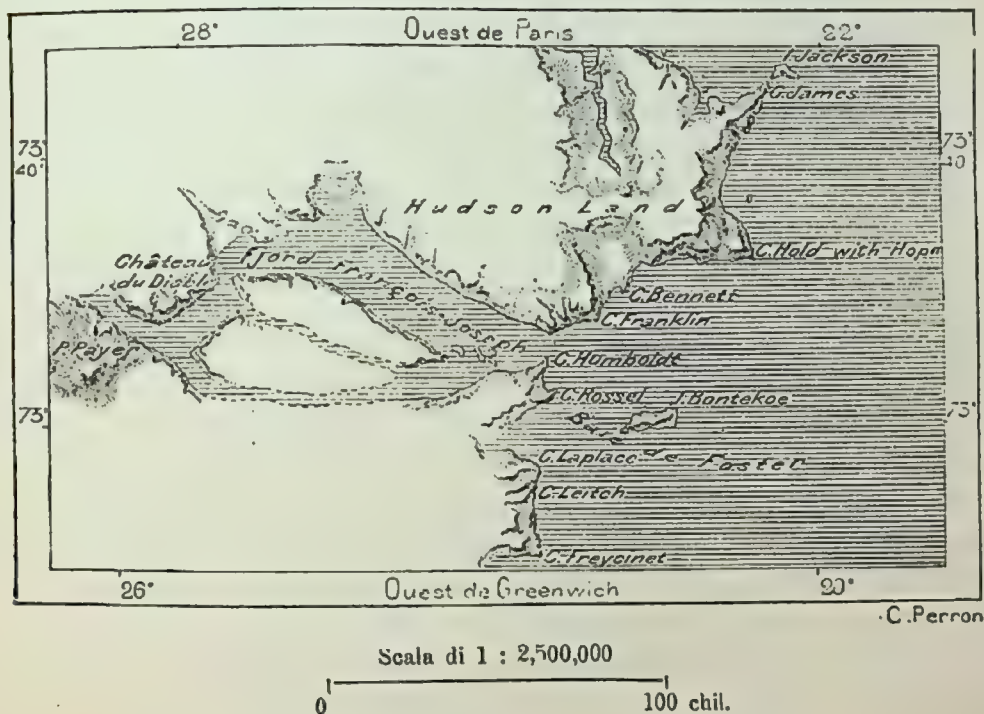 28° Ouest de Paris 22°
I. Jackson
C. James
73°
40'
73°
40'
Hudson Land
C. Hold-with-Hope
Château
du Diable
Fjord François-Joseph
C. Bennett
C. Franklin
P. Payer
C. Humboldt
C. Rossel
I. Bontekoe
73°
73°
Baie de Foster
C. Laplace
C. Leitch
C. Freycinet
26° Ouest de Greenwich 20°
C. Perron
Scala di 1 : 2,500,000
0 100 chil.